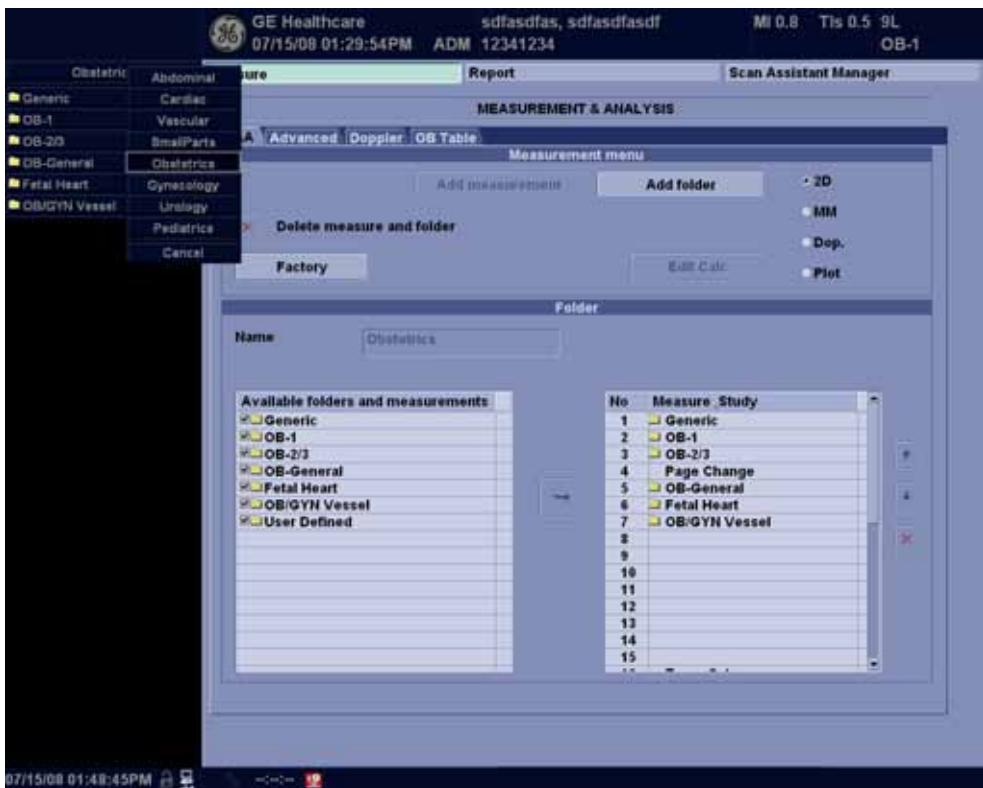 GE Healthcare sdfasdfas, sdfasdfasdf MI 0.8 TIs 0.5 9L
07/15/08 01:29:54PM ADM 12341234 OB-1
Obstetric
Abdominal
Cardiac
Vascular
SmallParts
Obstetrics
Gynecology
Urology
Pediatrics
Cancel
Generic
OB-1
OB-2/3
OB-General
Fetal Heart
OB/GYN Vessel
sure Report Scan Assistant Manager
MEASUREMENT & ANALYSIS
A Advanced Doppler OB Table
Measurement menu
Add measurement Add folder 2D
MM
Delete measure and folder
Dop.
Factory Edit Calc Plot
Folder
Name Obstetrics
Available folders and measurements
Generic
OB-1
OB-2/3
OB-General
Fetal Heart
OB/GYN Vessel
User Defined
No Measure_Study
1 Generic
2 OB-1
3 OB-2/3
4 Page Change
5 OB-General
6 Fetal Heart
7 OB/GYN Vessel
8
9
10
11
12
13
14
15
07/15/08 01:48:45PM --:--:--